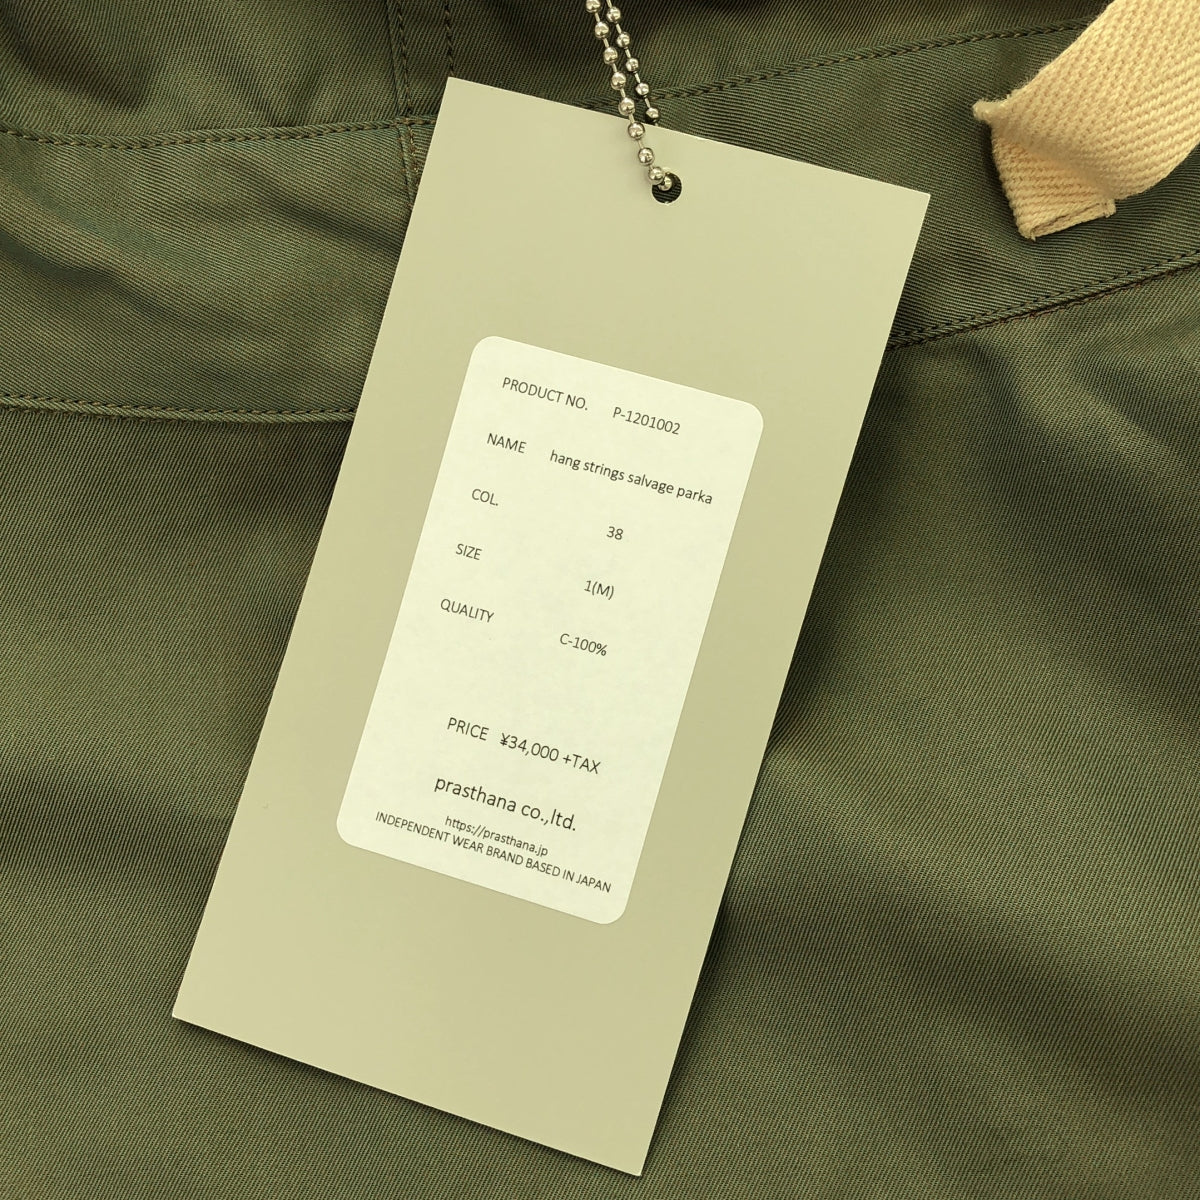 PRODUCT NO. P-1201002
NAME hang strings salvage parka
COL. 38
SIZE 1(M)
QUALITY C-100%
PRICE ¥34,000 +TAX
prasthana co.,ltd.
https://prasthana.jp
INDEPENDENT WEAR BRAND BASED IN JAPAN